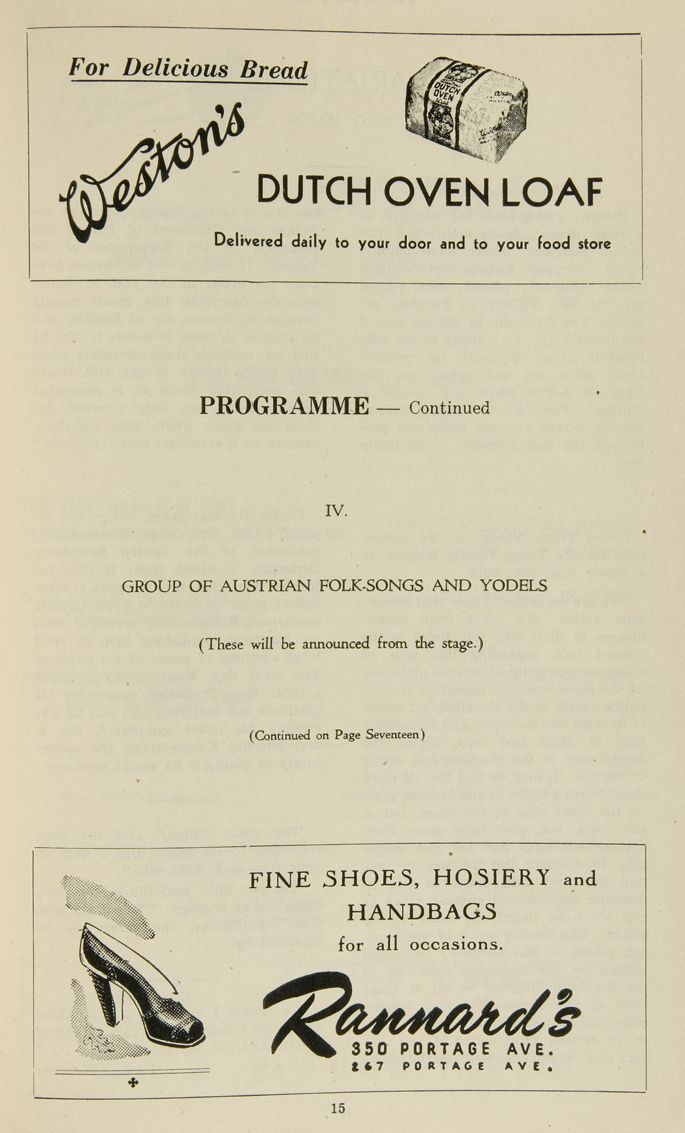 For Delicious Bread
Weston's
DUTCH OVEN
DUTCH OVEN LOAF
Delivered daily to your door and to your food store
PROGRAMME — Continued
IV.
GROUP OF AUSTRIAN FOLK-SONGS AND YODELS
(These will be announced from the stage.)
(Continued on Page Seventeen)
FINE SHOES, HOSIERY and
HANDBAGS
for all occasions.
Rannard's
350 PORTAGE AVE.
267 PORTAGE AVE.
15